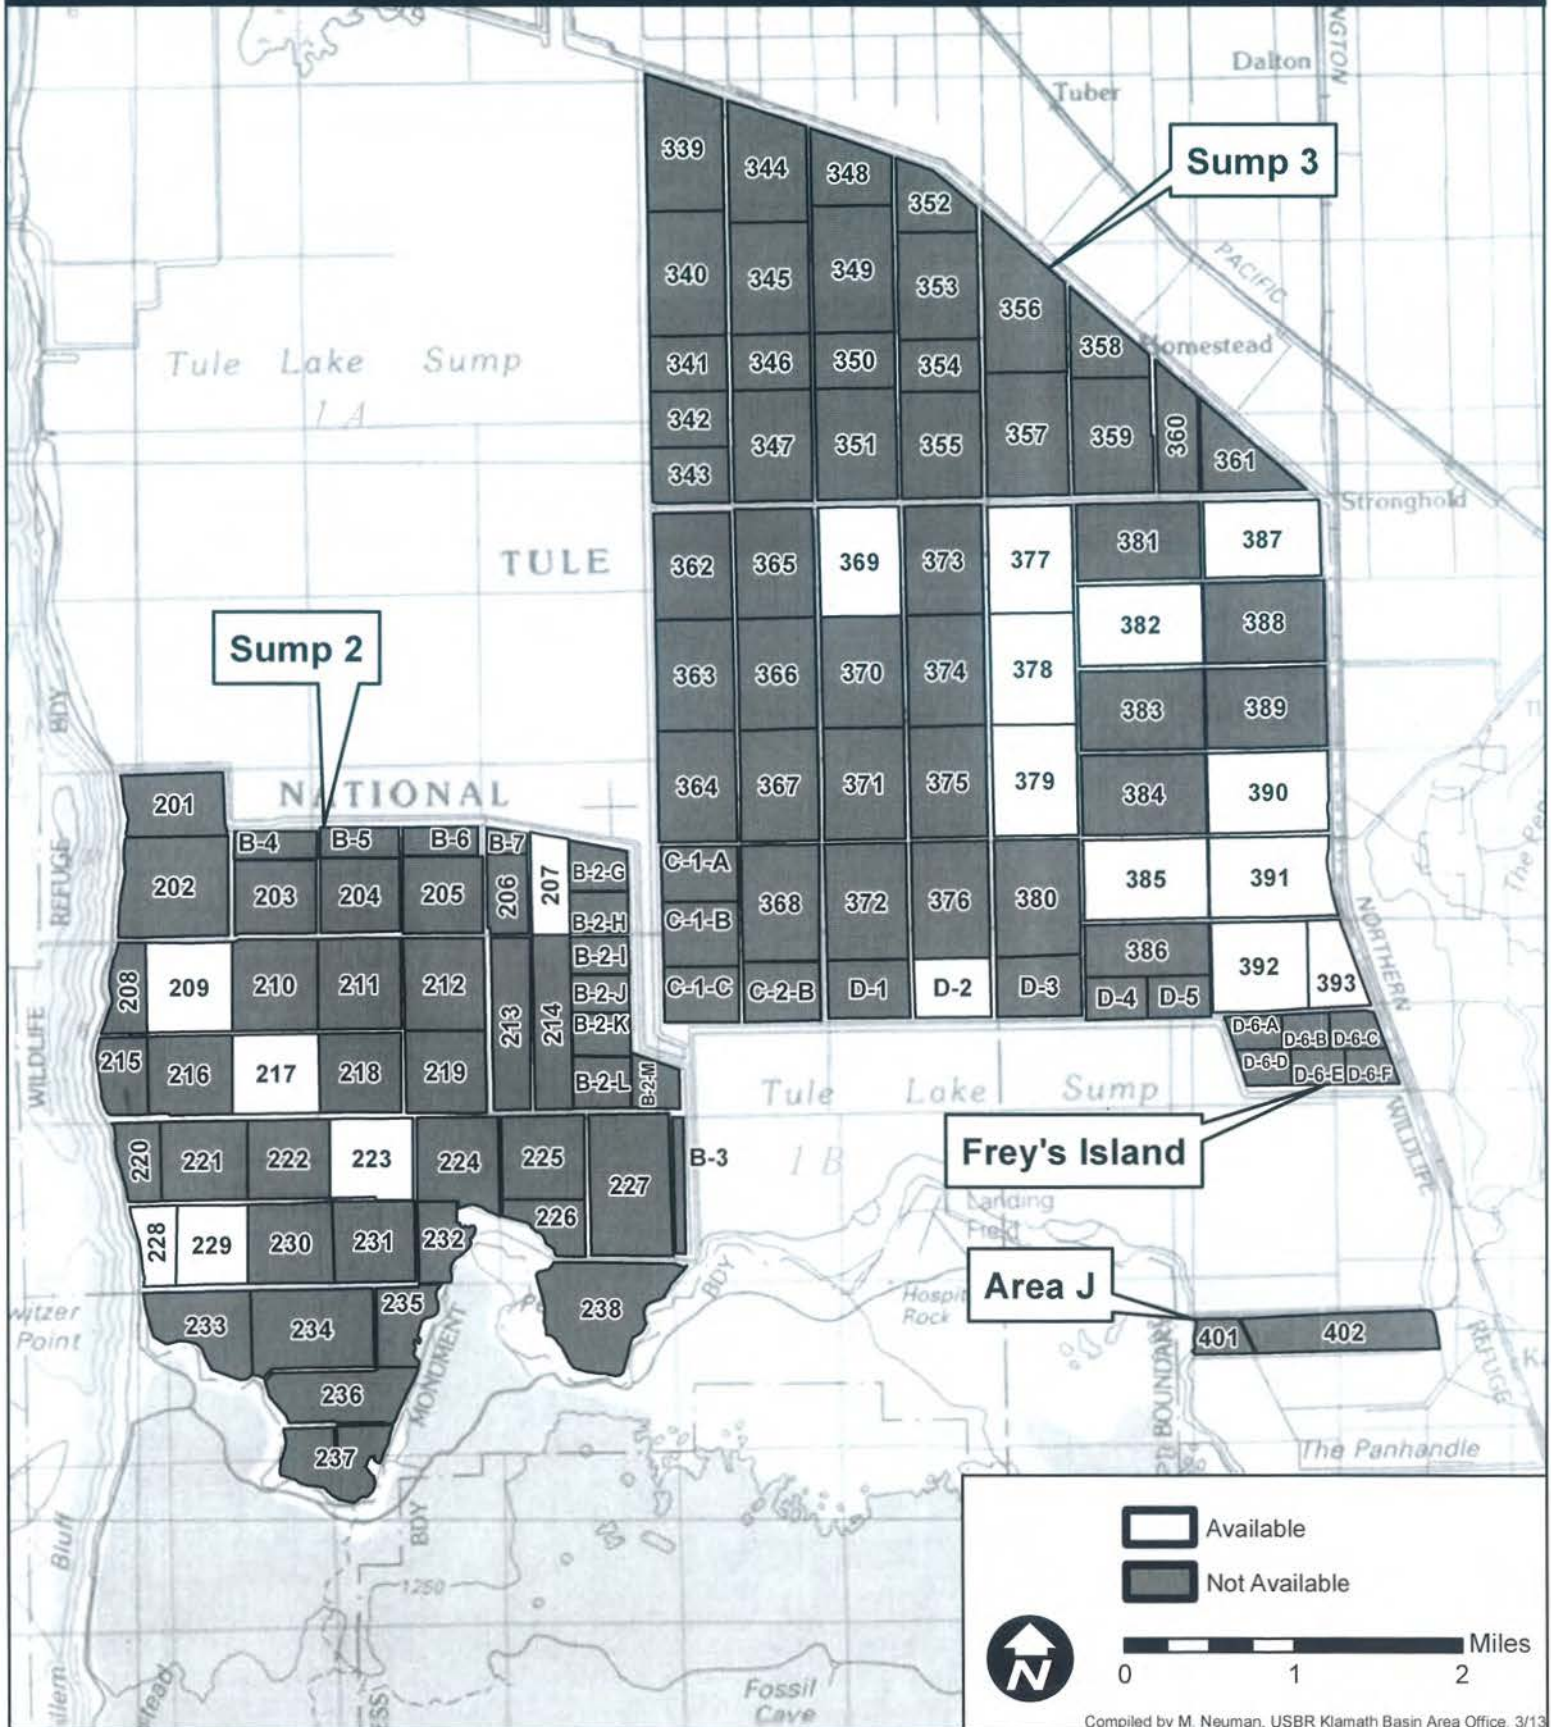 Dalton
NGTON
Tuber
Sump 3
339
344
348
352
PACIFIC
340
345
349
353
356
358
Homestead
Tule Lake Sump
1 A
341
346
350
354
342
347
351
355
357
359
360
361
343
Stronghold
TULE
362
365
369
373
377
381
387
382
388
Sump 2
363
366
370
374
378
383
389
BDY
364
367
371
375
379
384
390
NATIONAL
201
B-4
B-5
B-6
B-7
207
B-2-G
C-1-A
385
391
202
203
204
205
206
B-2-H
C-1-B
368
372
376
380
REFUGE
NORTHERN
B-2-I
386
392
393
208
209
210
211
212
213
214
B-2-J
C-1-C
C-2-B
D-1
D-2
D-3
D-4
D-5
B-2-K
D-6-A
D-6-B
D-6-C
215
216
217
218
219
B-2-L
B-2-M
D-6-D
D-6-E
D-6-F
WILDLIFE
Tule Lake Sump
1 B
WILDLIFE
220
221
222
223
224
225
227
B-3
Frey's Island
226
Landing
Field
228
229
230
231
232
BDY
Area J
Hospit
Rock
233
234
235
238
witzer
Point
401
402
REFUGE
MONUMENT
BOUNDARY
236
237
The Panhandle
BDY
Bluff
1250
Available
Not Available
N
Miles
0
1
2
Fossil
Cave
Compiled by M. Neuman, USBR Klamath Basin Area Office, 3/13